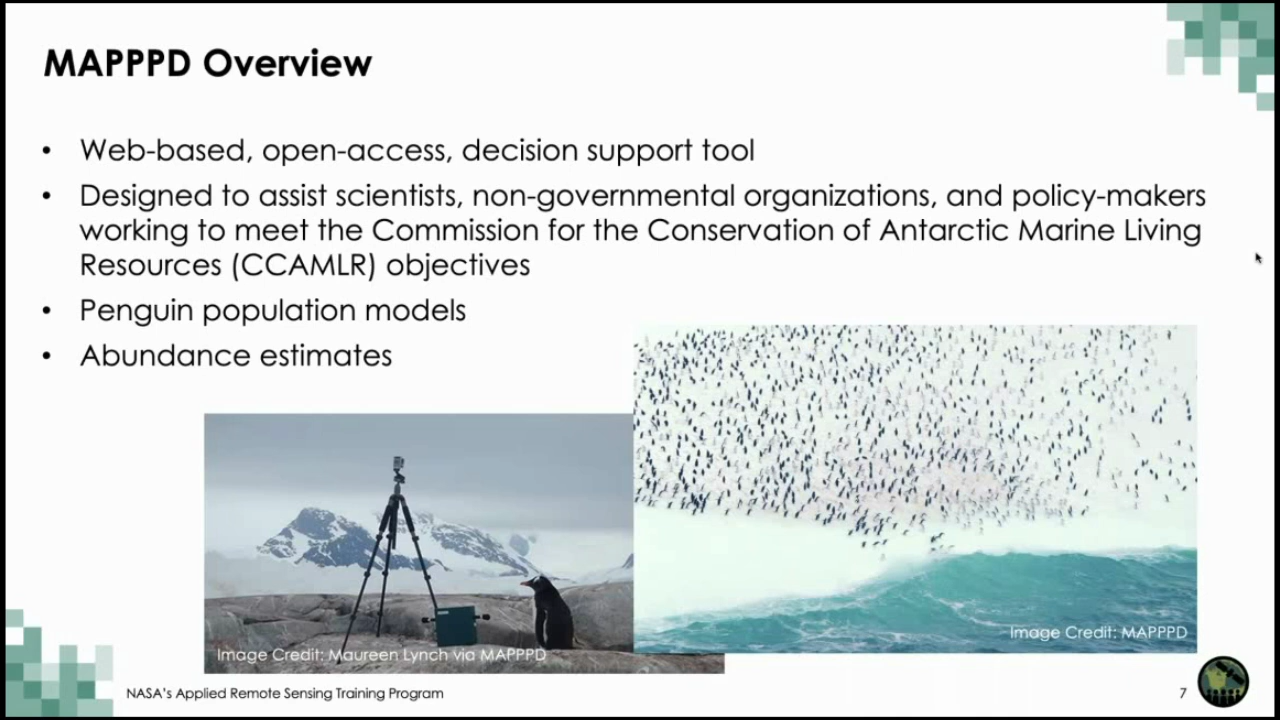 MAPPPD Overview
• Web-based, open-access, decision support tool
• Designed to assist scientists, non-governmental organizations, and policy-makers
working to meet the Commission for the Conservation of Antarctic Marine Living
Resources (CCAMLR) objectives
• Penguin population models
• Abundance estimates
Image Credit: MAPPPD
Image Credit: Maureen Lynch via MAPPPD
NASA's Applied Remote Sensing Training Program
7